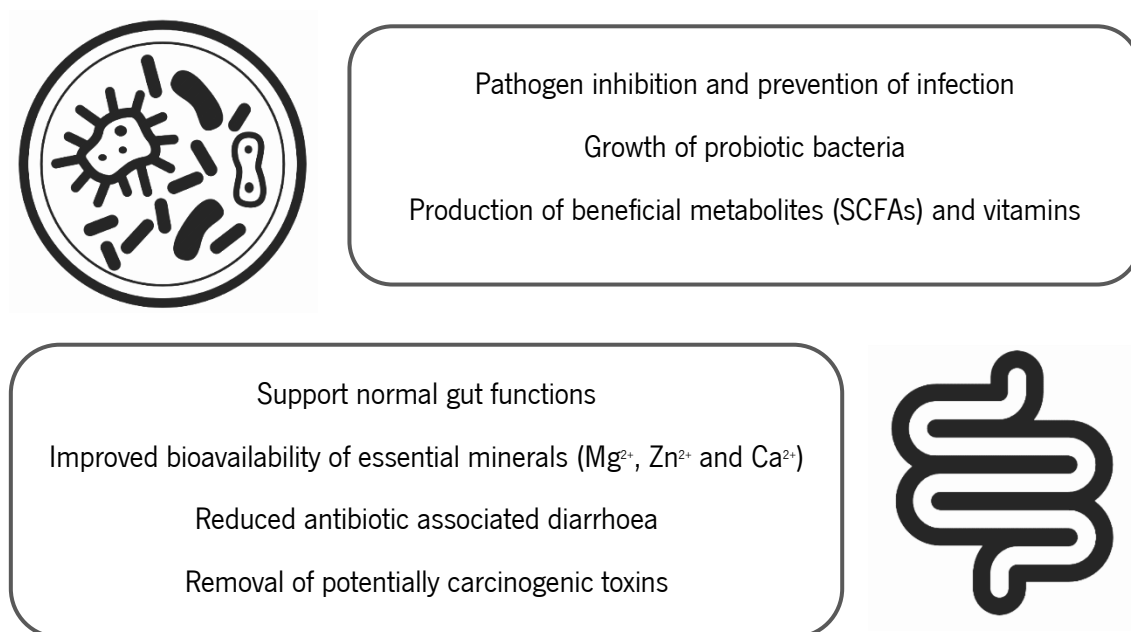 Pathogen inhibition and prevention of infection
Growth of probiotic bacteria
Production of beneficial metabolites (SCFAs) and vitamins
Support normal gut functions
Improved bioavailability of essential minerals (Mg²⁺, Zn²⁺ and Ca²⁺)
Reduced antibiotic associated diarrhoea
Removal of potentially carcinogenic toxins